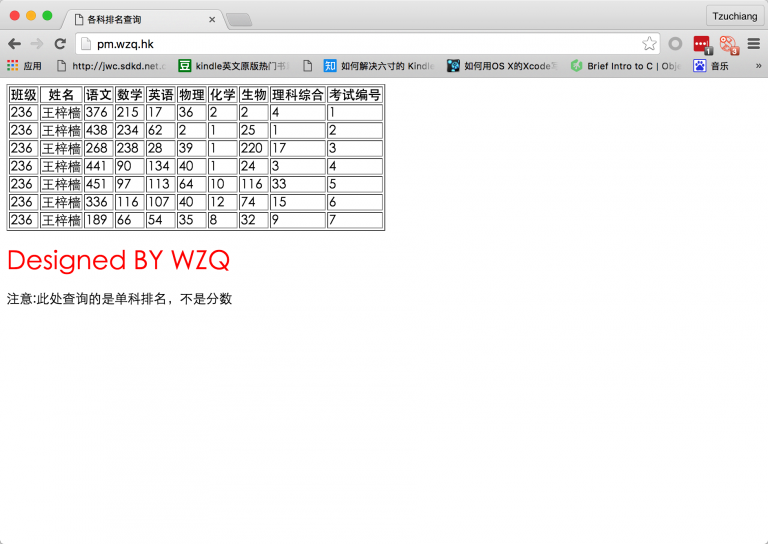 各科排名查询
Tzuchiang
pm.wzq.hk
1
3
应用 http://jwc.sdkd.net.c kindle英文原版热门书 如何解决六寸的 Kindle 如何用OS X的Xcode写 Brief Intro to C | Obje 音乐 »
班级 姓名 语文 数学 英语 物理 化学 生物 理科综合 考试编号
236 王梓樯 376 215 17 36 2 2 4 1
236 王梓樯 438 234 62 2 1 25 1 2
236 王梓樯 268 238 28 39 1 220 17 3
236 王梓樯 441 90 134 40 1 24 3 4
236 王梓樯 451 97 113 64 10 116 33 5
236 王梓樯 336 116 107 40 12 74 15 6
236 王梓樯 189 66 54 35 8 32 9 7
Designed BY WZQ
注意:此处查询的是单科排名，不是分数